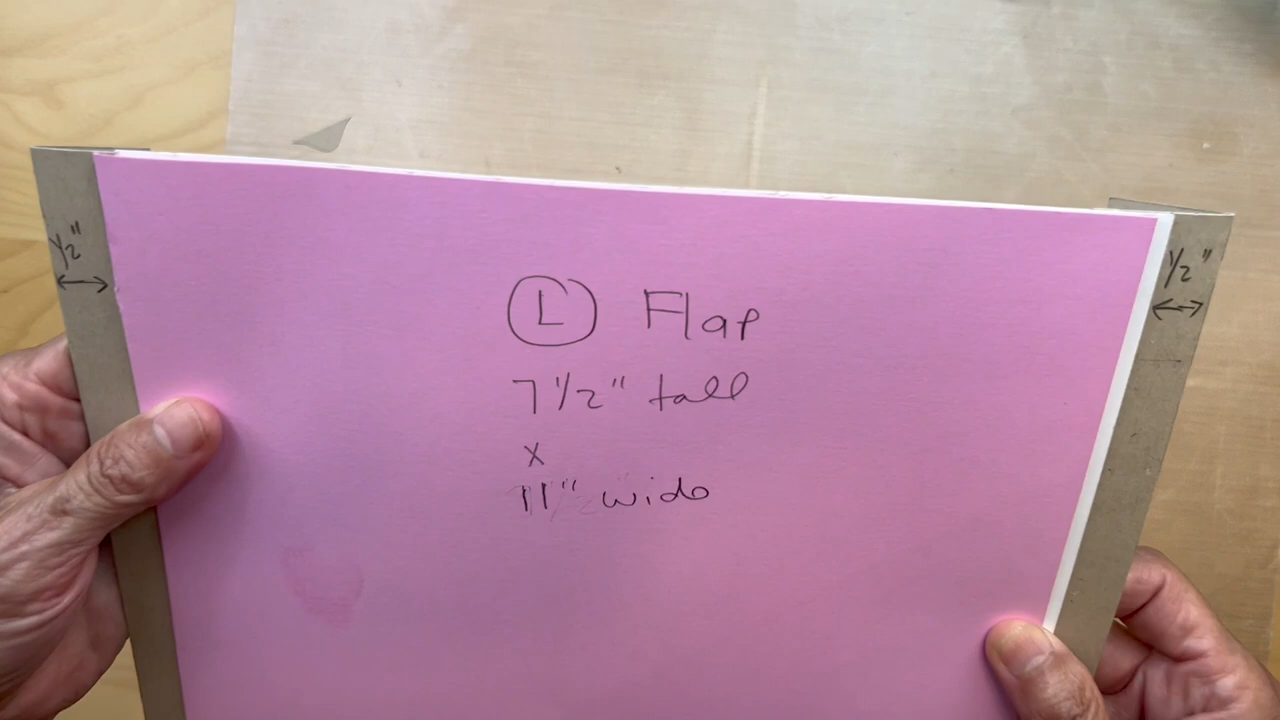 1/2"
1/2"
L Flap
7 1/2" tall
x
11" wide